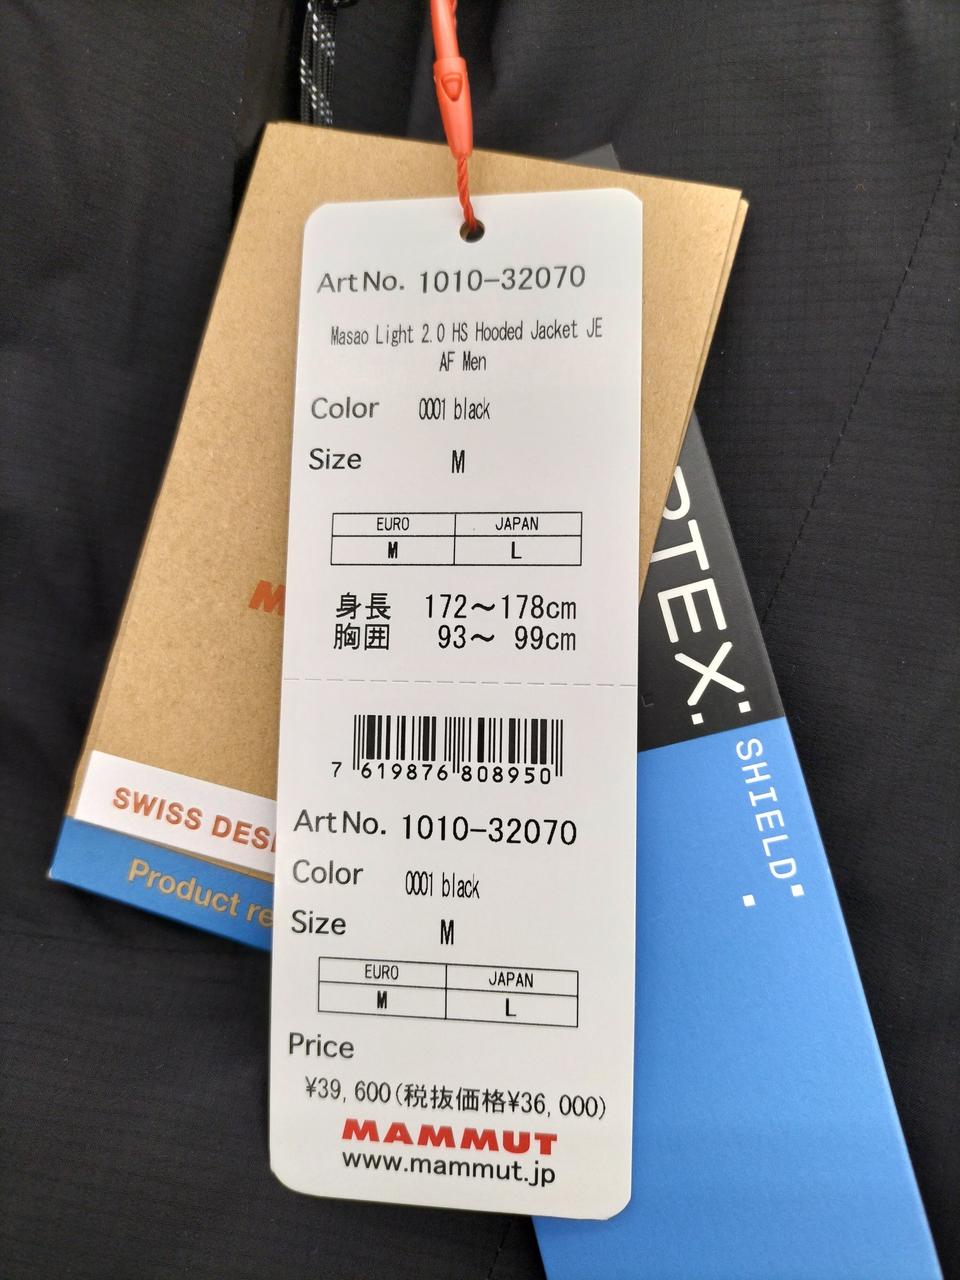 Art No. 1010-32070
Masao Light 2.0 HS Hooded Jacket JE
AF Men
Color 0001 black
Size M
EURO JAPAN
M L
身長 172〜178cm
胸囲 93〜 99cm
7 619876 808950
Art No. 1010-32070
Color 0001 black
Size M
EURO JAPAN
M L
Price
¥39,600(税抜価格¥36,000)
MAMMUT
www.mammut.jp
SWISS
Product
SHIELD